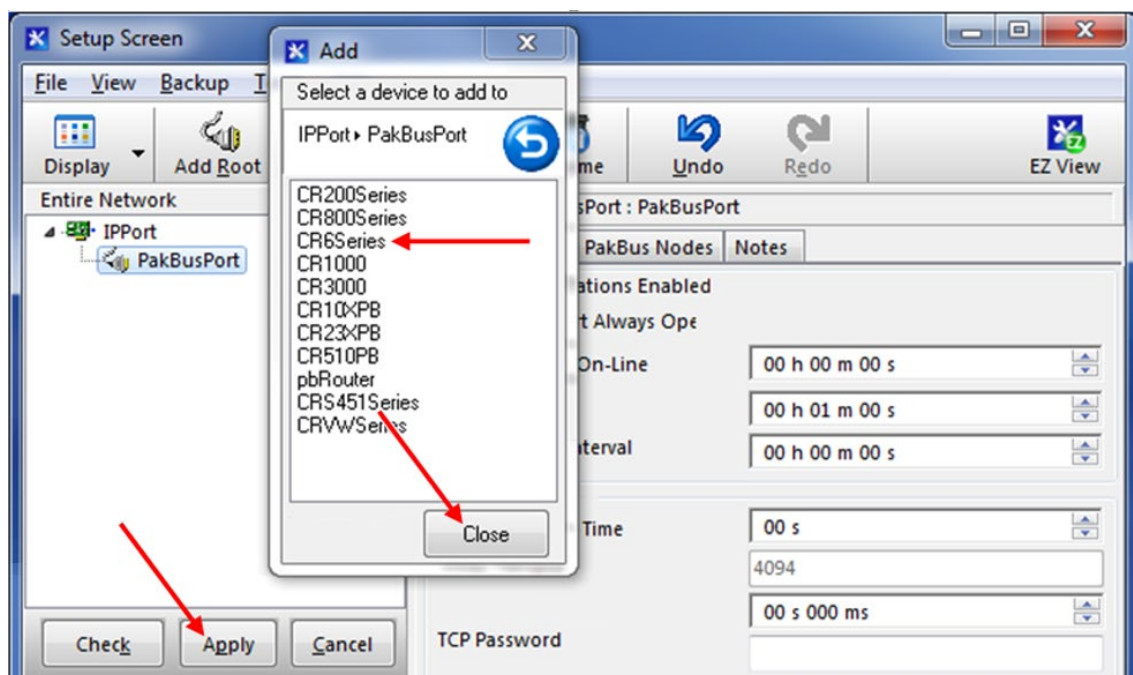 Setup Screen
File View Backup T
Display
Add Root
me
Undo
Redo
EZ View
Entire Network
IPPort
PakBusPort
Add
Select a device to add to
IPPort PakBusPort
CR200Series
CR800Series
CR6Series
CR1000
CR3000
CR10XPB
CR23XPB
CR510PB
pbRouter
CRS451Series
CRVWSeries
Close
sPort : PakBusPort
PakBus Nodes
Notes
ations Enabled
t Always Ope
On-Line
00 h 00 m 00 s
00 h 01 m 00 s
terval
00 h 00 m 00 s
Time
00 s
4094
00 s 000 ms
TCP Password
Check
Apply
Cancel